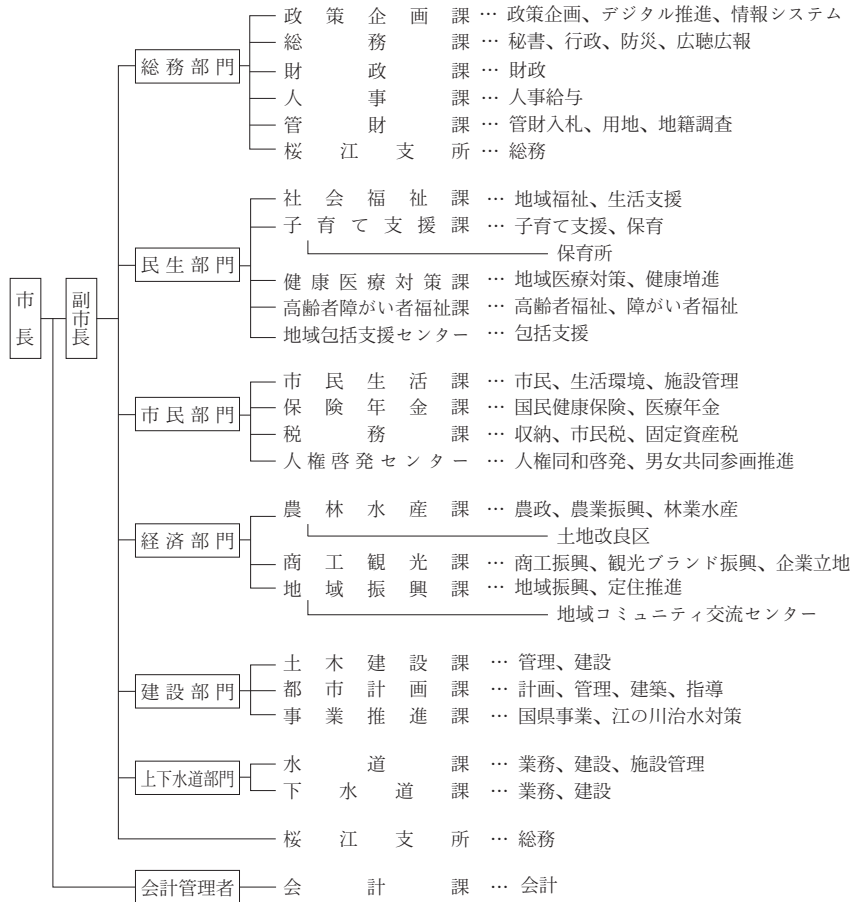 市長
副市長
総務部門
政策企画課 … 政策企画、デジタル推進、情報システム
総務課 … 秘書、行政、防災、広聴広報
財政課 … 財政
人事課 … 人事給与
管財課 … 管財入札、用地、地籍調査
桜江支所 … 総務
民生部門
社会福祉課 … 地域福祉、生活支援
子育て支援課 … 子育て支援、保育
保育所
健康医療対策課 … 地域医療対策、健康増進
高齢者障がい者福祉課 … 高齢者福祉、障がい者福祉
地域包括支援センター … 包括支援
市民部門
市民生活課 … 市民、生活環境、施設管理
保険年金課 … 国民健康保険、医療年金
税務課 … 収納、市民税、固定資産税
人権啓発センター … 人権同和啓発、男女共同参画推進
経済部門
農林水産課 … 農政、農業振興、林業水産
土地改良区
商工観光課 … 商工振興、観光ブランド振興、企業立地
地域振興課 … 地域振興、定住推進
地域コミュニティ交流センター
建設部門
土木建設課 … 管理、建設
都市計画課 … 計画、管理、建築、指導
事業推進課 … 国県事業、江の川治水対策
上下水道部門
水道課 … 業務、建設、施設管理
下水道課 … 業務、建設
桜江支所 … 総務
会計管理者
会計課 … 会計